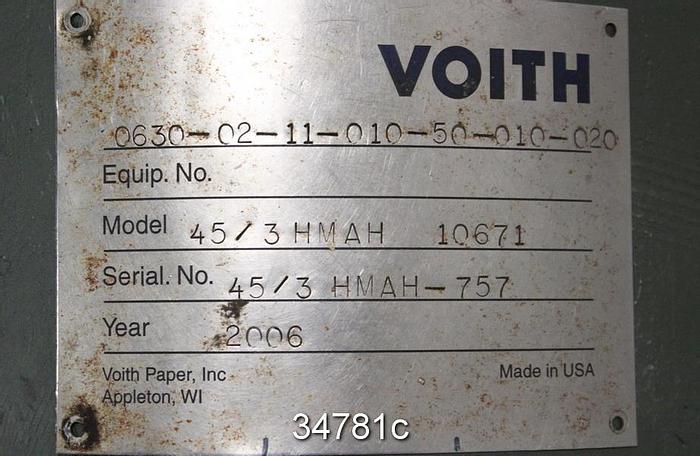 VOITH
0630-02-11-010-50-010-020
Equip. No.
Model 45/3 HMAH 10671
Serial. No. 45/3 HMAH-757
Year 2006
Voith Paper, Inc Made in USA
Appleton, WI
34781c